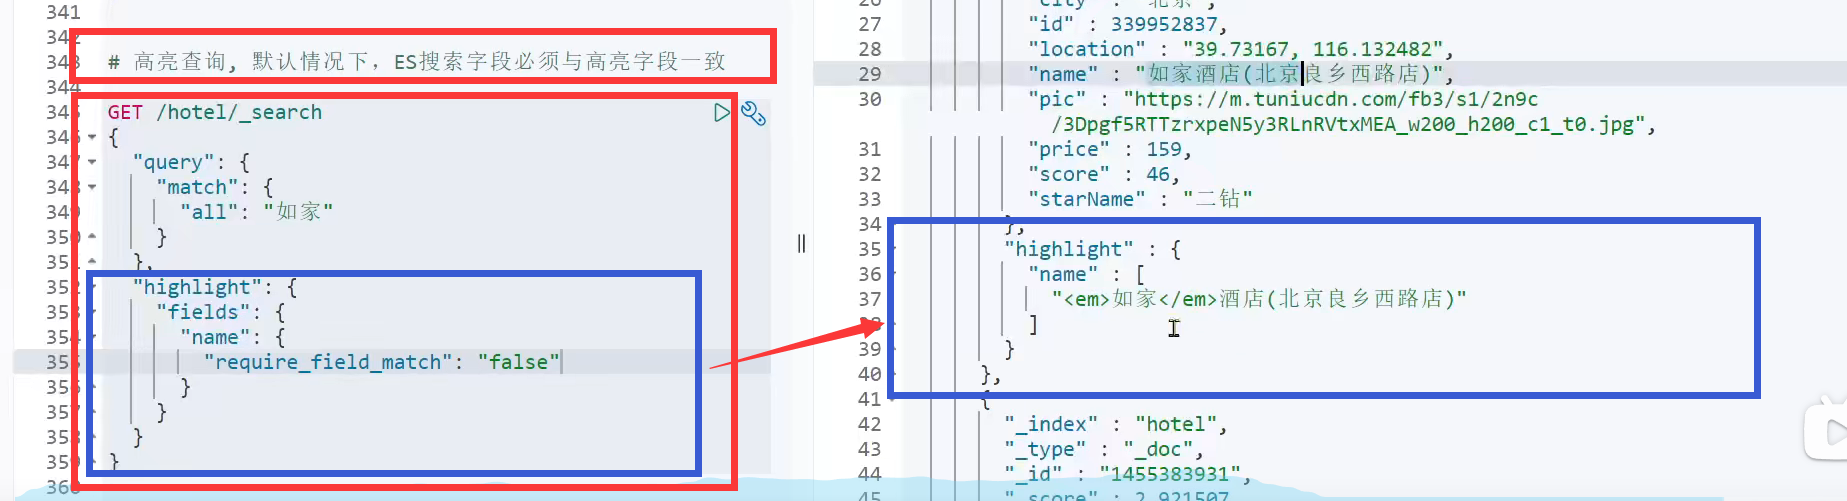 341
342
343 # 高亮查询, 默认情况下, ES搜索字段必须与高亮字段一致
344
345 GET /hotel/_search
346 {
347 "query": {
348 "match": {
349 "all": "如家"
350 }
351 },
352 "highlight": {
353 "fields": {
354 "name": {
355 "require_field_match": "false"
356 }
357 }
358 }
359 }
360
26 "city" : "北京",
27 "id" : 339952837,
28 "location" : "39.73167, 116.132482",
29 "name" : "如家酒店(北京良乡西路店)",
30 "pic" : "https://m.tuniucdn.com/fb3/s1/2n9c
/3Dpgf5RTTzrxpeN5y3RLnRVtxMEA_w200_h200_c1_t0.jpg",
31 "price" : 159,
32 "score" : 46,
33 "starName" : "二钻"
34 },
35 "highlight" : {
36 "name" : [
37 "<em>如家</em>酒店(北京良乡西路店)"
38 ]
39 }
40 },
41 {
42 "_index" : "hotel",
43 "_type" : "_doc",
44 "_id" : "1455383931",
45 "_score" : 2.921507